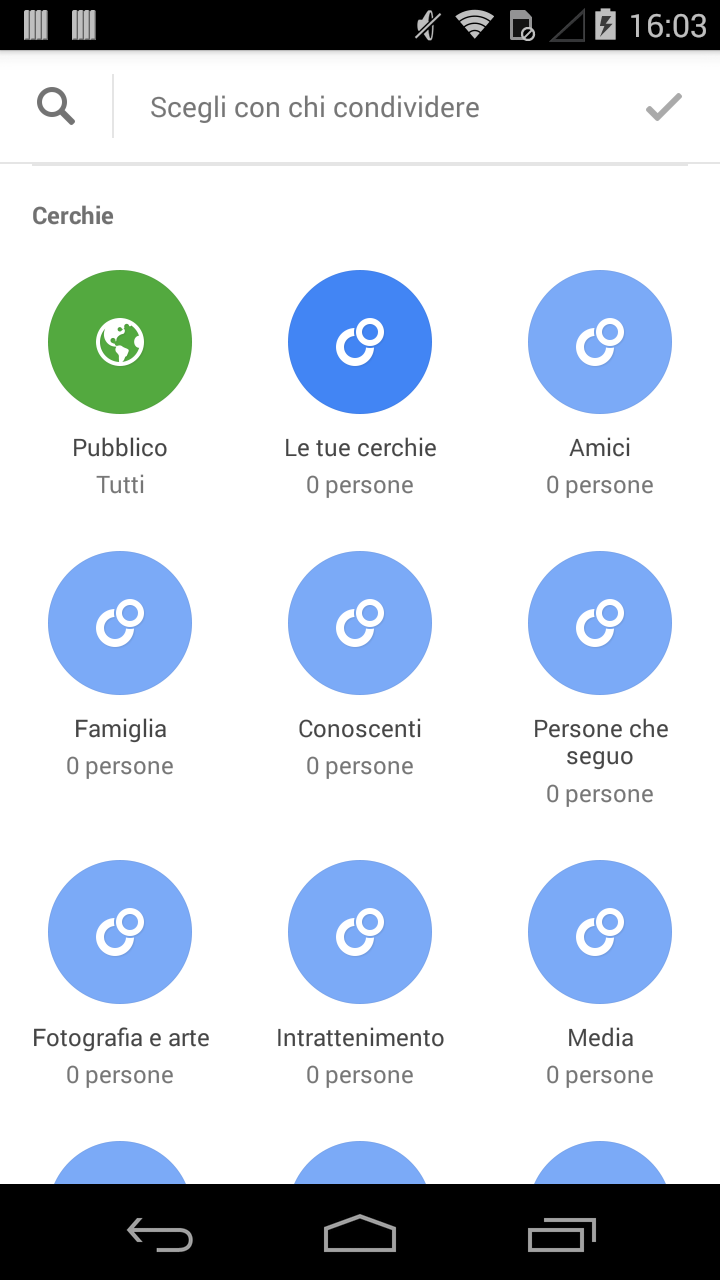 16:03
Scegli con chi condividere
Cerchie
Pubblico
Tutti
Le tue cerchie
0 persone
Amici
0 persone
Famiglia
0 persone
Conoscenti
0 persone
Persone che
seguo
0 persone
Fotografia e arte
0 persone
Intrattenimento
0 persone
Media
0 persone